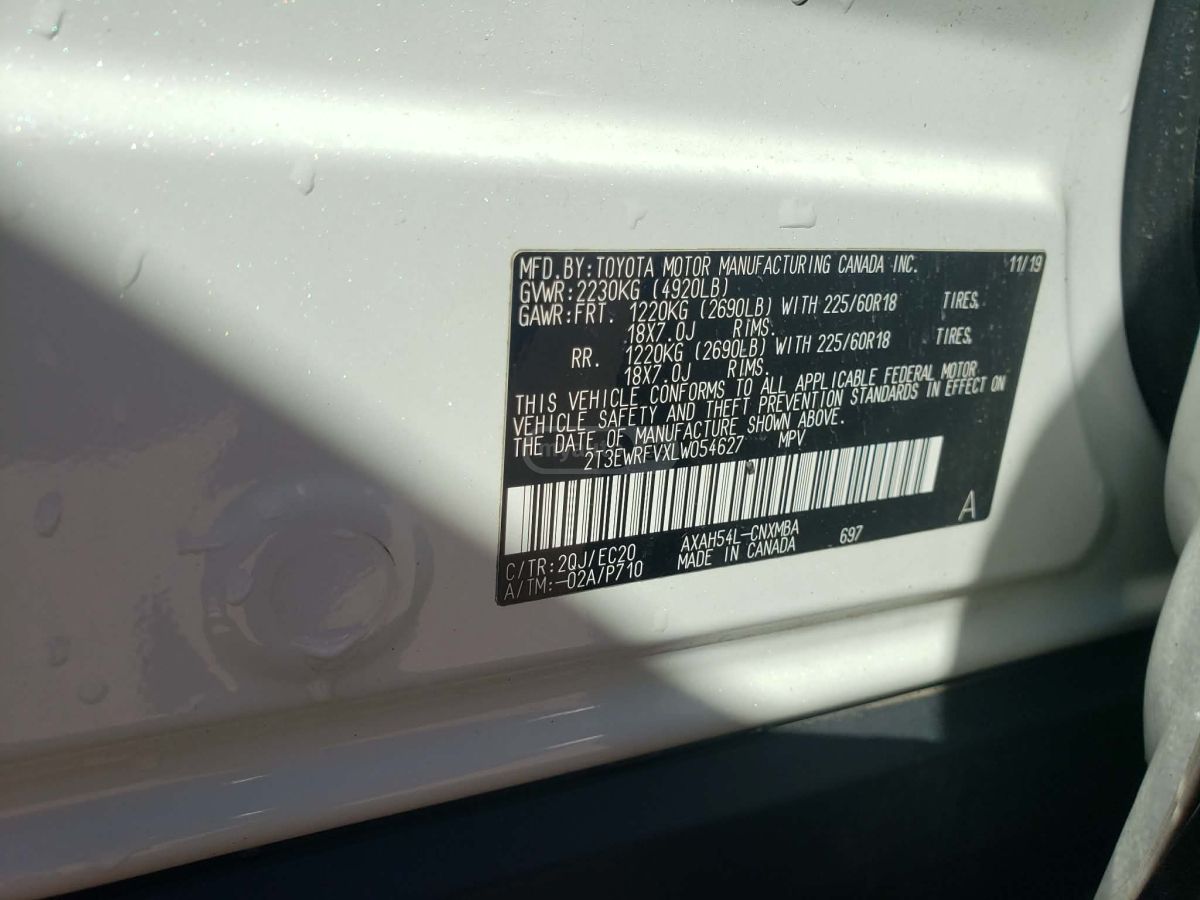 MFD.BY:TOYOTA MOTOR MANUFACTURING CANADA INC. 11/19
GVWR:2230KG (4920LB)
GAWR:FRT. 1220KG (2690LB) WITH 225/60R18 TIRES,
18X7.0J RIMS.
RR. 1220KG (2690LB) WITH 225/60R18 TIRES,
18X7.0J RIMS.
THIS VEHICLE CONFORMS TO ALL APPLICABLE FEDERAL MOTOR
VEHICLE SAFETY AND THEFT PREVENTION STANDARDS IN EFFECT ON
THE DATE OF MANUFACTURE SHOWN ABOVE.
2T3EWRFVXLW054627 MPV
A
C/TR:2QJ/EC20 AXAH54L-CNXMBA 697
A/TM:-02A/P710 MADE IN CANADA